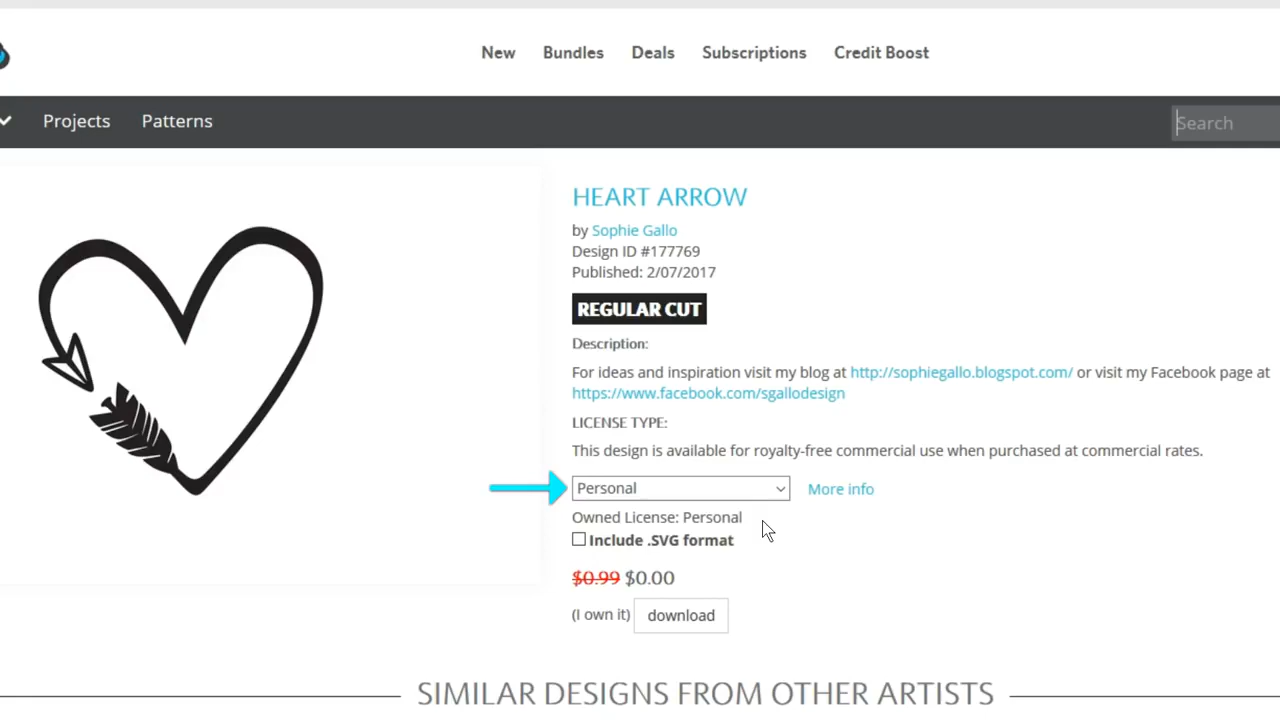 New Bundles Deals Subscriptions Credit Boost
Projects Patterns Search
HEART ARROW
by Sophie Gallo
Design ID #177769
Published: 2/07/2017
REGULAR CUT
Description:
For ideas and inspiration visit my blog at http://sophiegallo.blogspot.com/ or visit my Facebook page at
https://www.facebook.com/sgallodesign
LICENSE TYPE:
This design is available for royalty-free commercial use when purchased at commercial rates.
Personal More info
Owned License: Personal
Include .SVG format
$0.99 $0.00
(I own it) download
SIMILAR DESIGNS FROM OTHER ARTISTS